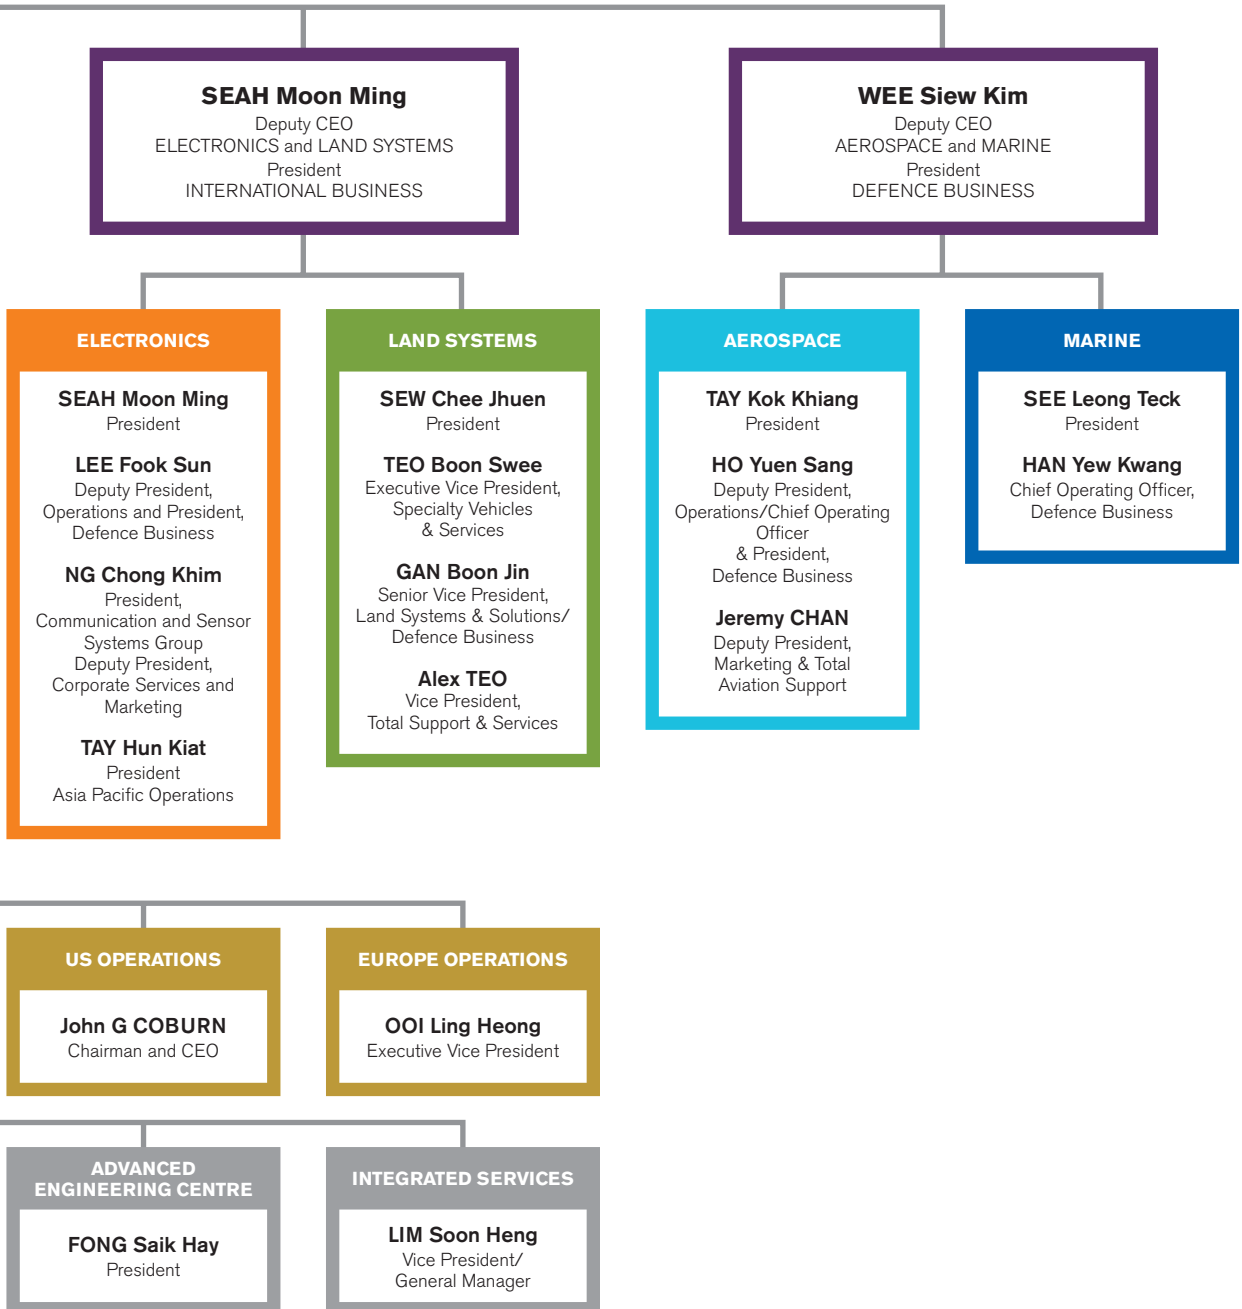 SEAH Moon Ming
Deputy CEO
ELECTRONICS and LAND SYSTEMS
President
INTERNATIONAL BUSINESS
WEE Siew Kim
Deputy CEO
AEROSPACE and MARINE
President
DEFENCE BUSINESS
ELECTRONICS
SEAH Moon Ming
President
LEE Fook Sun
Deputy President,
Operations and President,
Defence Business
NG Chong Khim
President,
Communication and Sensor
Systems Group
Deputy President,
Corporate Services and
Marketing
TAY Hun Kiat
President
Asia Pacific Operations
LAND SYSTEMS
SEW Chee Jhuen
President
TEO Boon Swee
Executive Vice President,
Specialty Vehicles
& Services
GAN Boon Jin
Senior Vice President,
Land Systems & Solutions/
Defence Business
Alex TEO
Vice President,
Total Support & Services
AEROSPACE
TAY Kok Khiang
President
HO Yuen Sang
Deputy President,
Operations/Chief Operating
Officer
& President,
Defence Business
Jeremy CHAN
Deputy President,
Marketing & Total
Aviation Support
MARINE
SEE Leong Teck
President
HAN Yew Kwang
Chief Operating Officer,
Defence Business
US OPERATIONS
John G COBURN
Chairman and CEO
EUROPE OPERATIONS
OOI Ling Heong
Executive Vice President
ADVANCED
ENGINEERING CENTRE
FONG Saik Hay
President
INTEGRATED SERVICES
LIM Soon Heng
Vice President/
General Manager